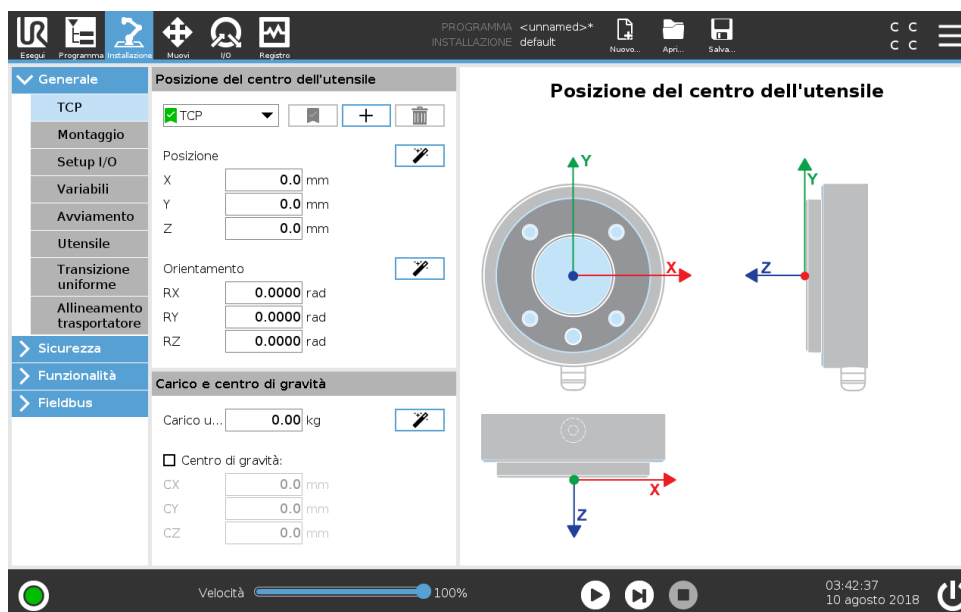 UR
Esegui
Programma
Installazione
Muovi
I/O
Registro
PROGRAMMA <unnamed>*
INSTALLAZIONE default
Nuovo...
Apri...
Salva...
C C
C C
Generale
TCP
Montaggio
Setup I/O
Variabili
Avviamento
Utensile
Transizione
uniforme
Allineamento
trasportatore
Sicurezza
Funzionalità
Fieldbus
Posizione del centro dell'utensile
TCP
Posizione
X 0.0 mm
Y 0.0 mm
Z 0.0 mm
Orientamento
RX 0.0000 rad
RY 0.0000 rad
RZ 0.0000 rad
Carico e centro di gravità
Carico u... 0.00 kg
Centro di gravità:
CX 0.0 mm
CY 0.0 mm
CZ 0.0 mm
Posizione del centro dell'utensile
Y
X
Y
Z
X
Z
Velocità 100%
03:42:37
10 agosto 2018